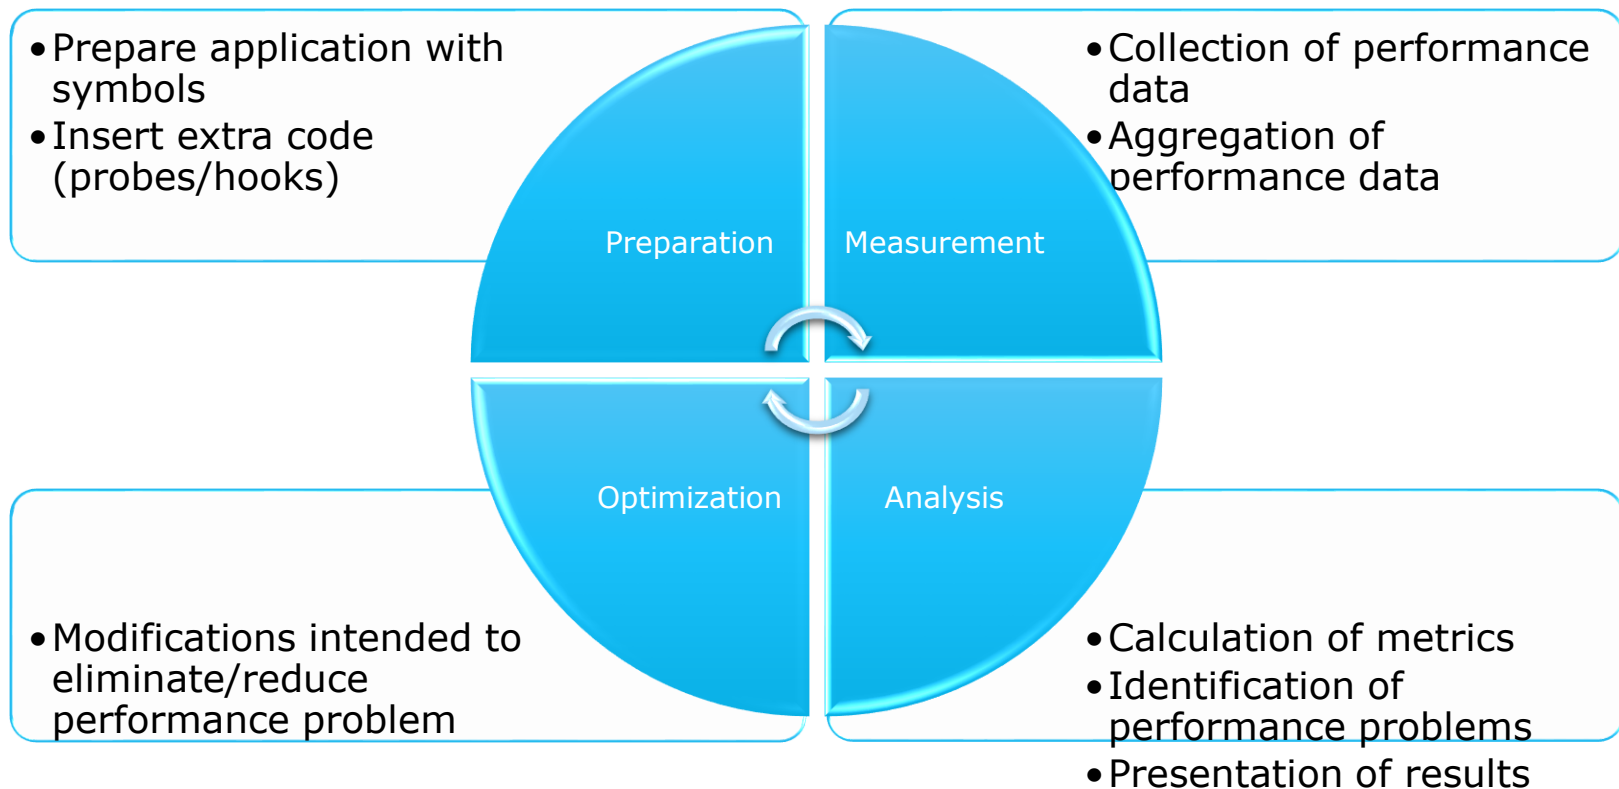 •Prepare application with
symbols
•Insert extra code
(probes/hooks)
Preparation
•Collection of performance
data
•Aggregation of
performance data
Measurement
Optimization
•Modifications intended to
eliminate/reduce
performance problem
Analysis
•Calculation of metrics
•Identification of
performance problems
•Presentation of results